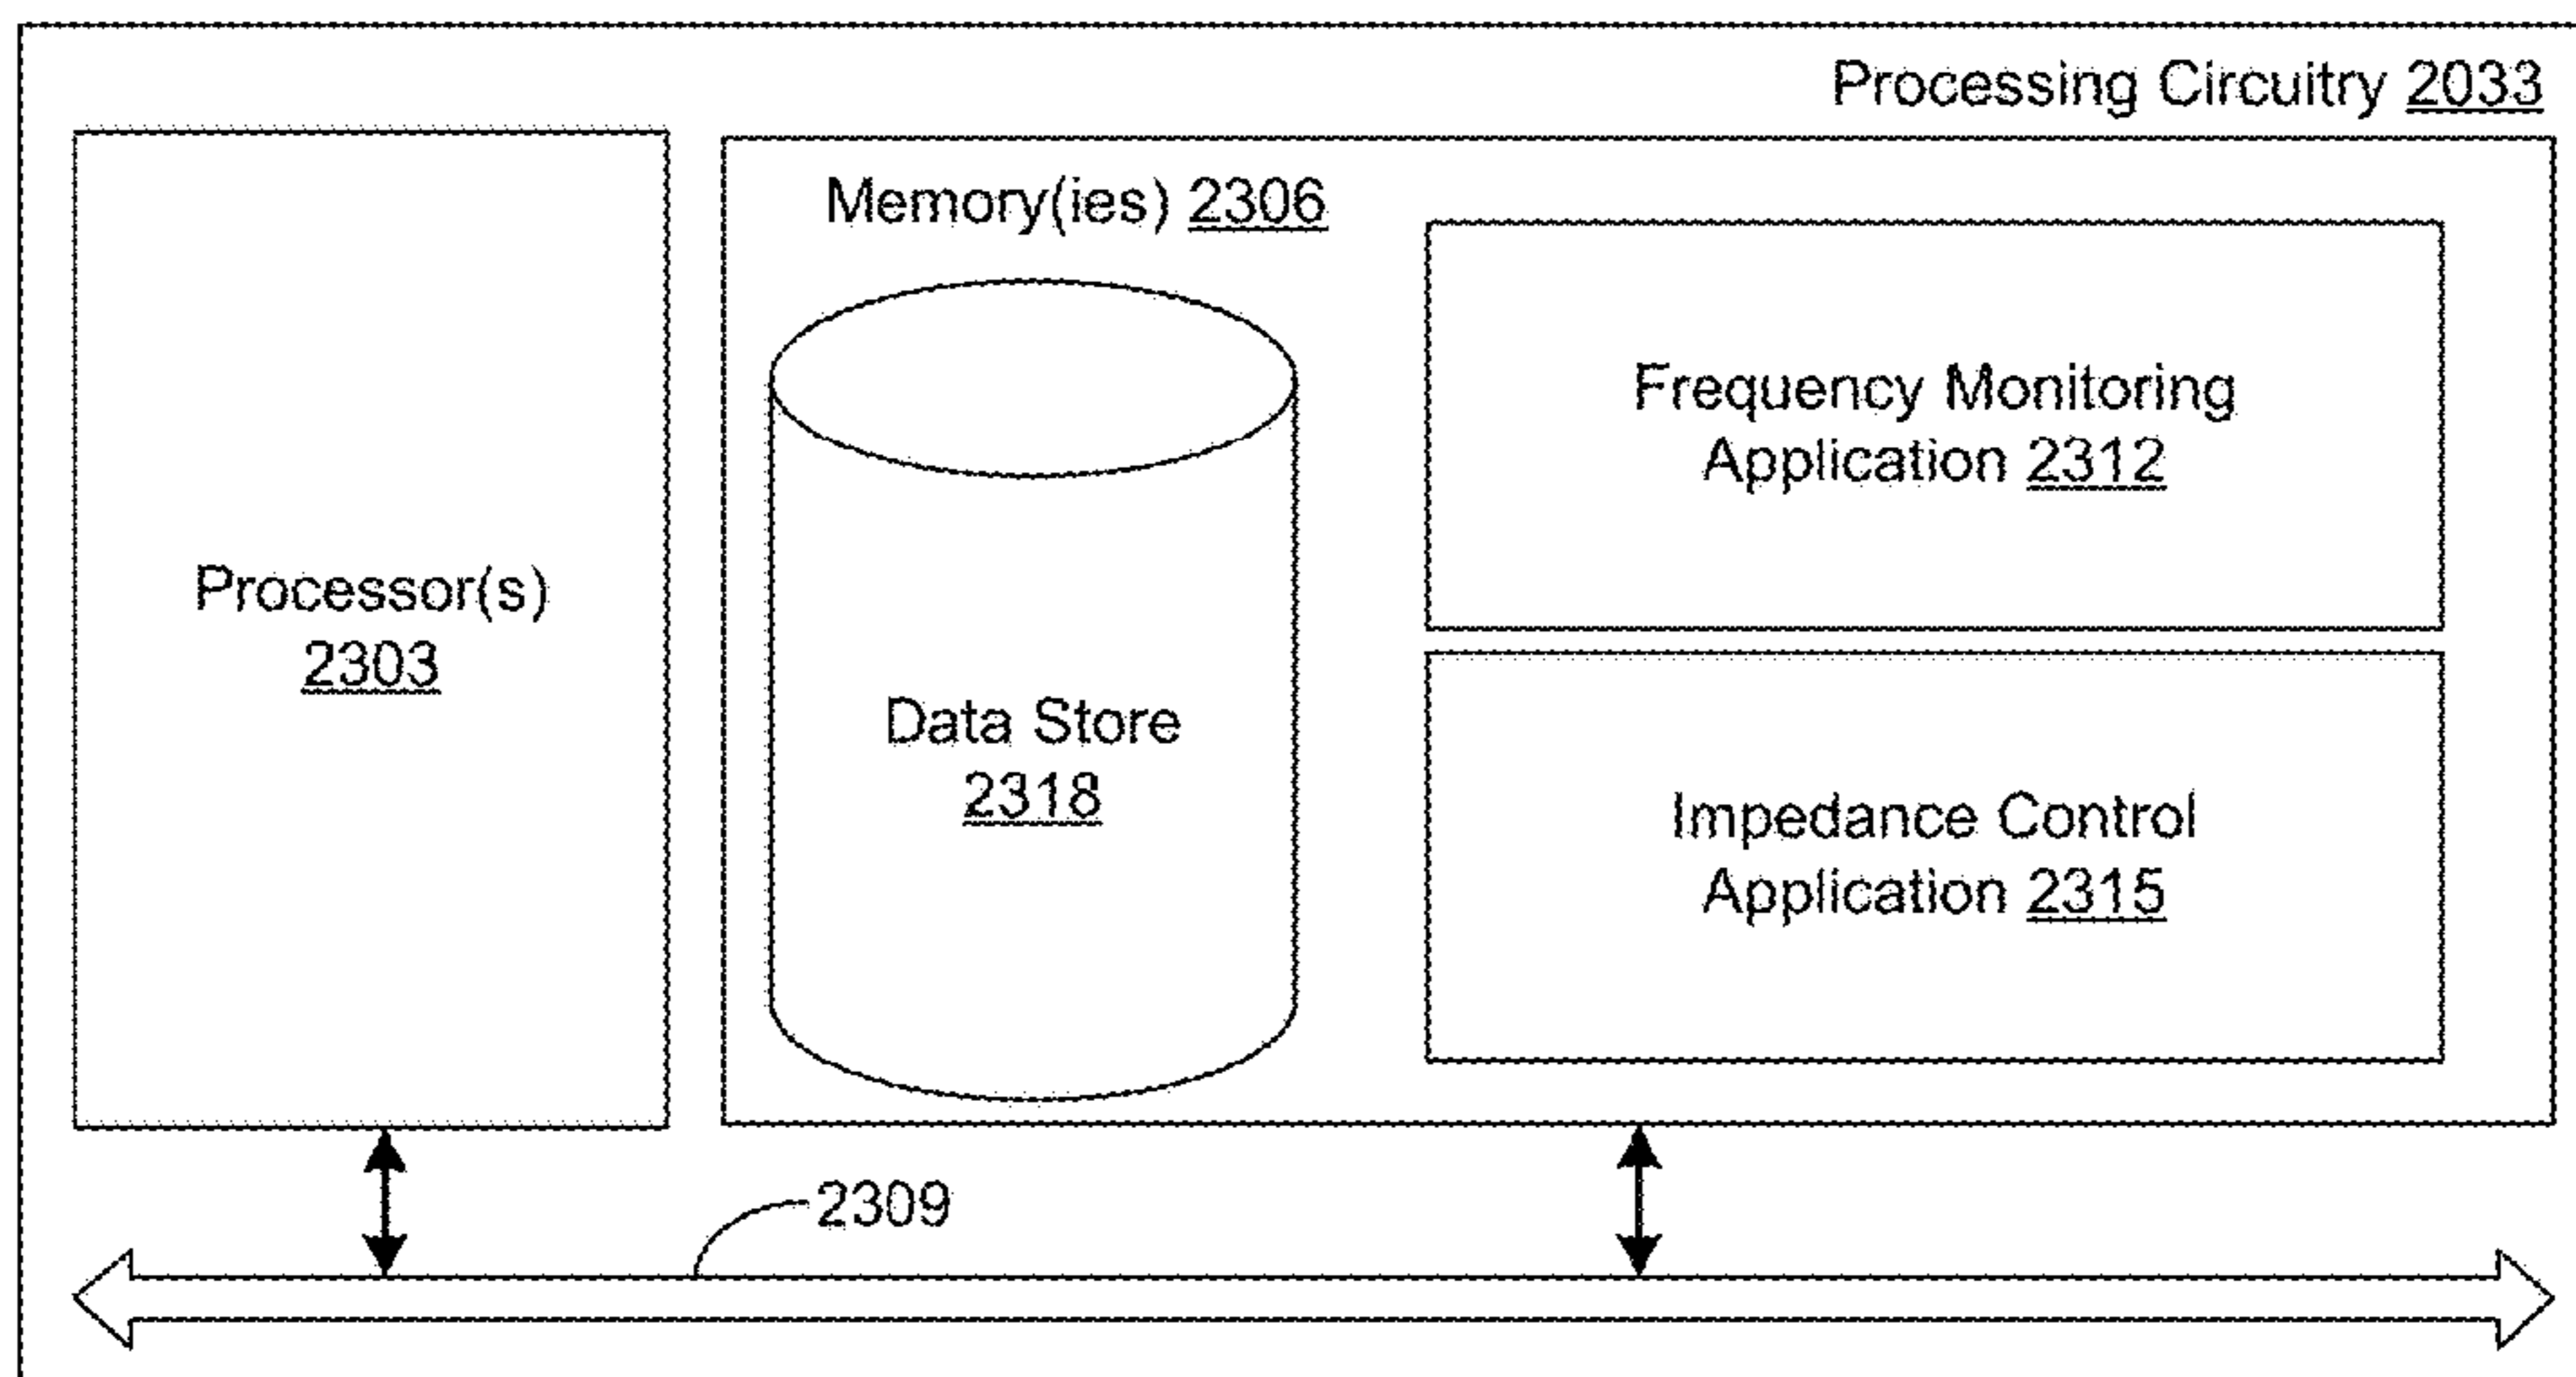 Processing Circuitry 2033
Memory(ies) 2306
Processor(s)
2303
Data Store
2318
Frequency Monitoring
Application 2312
Impedance Control
Application 2315
2309